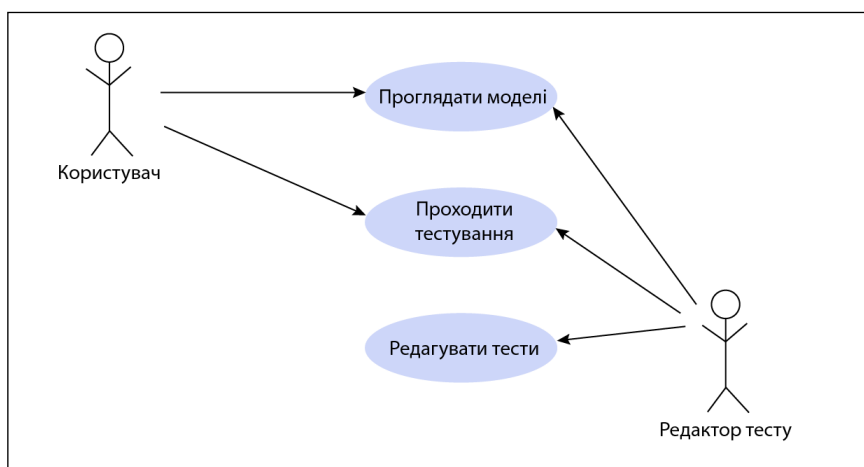 Проглядати моделі
Користувач
Проходити
тестування
Редагувати тести
Редактор тесту